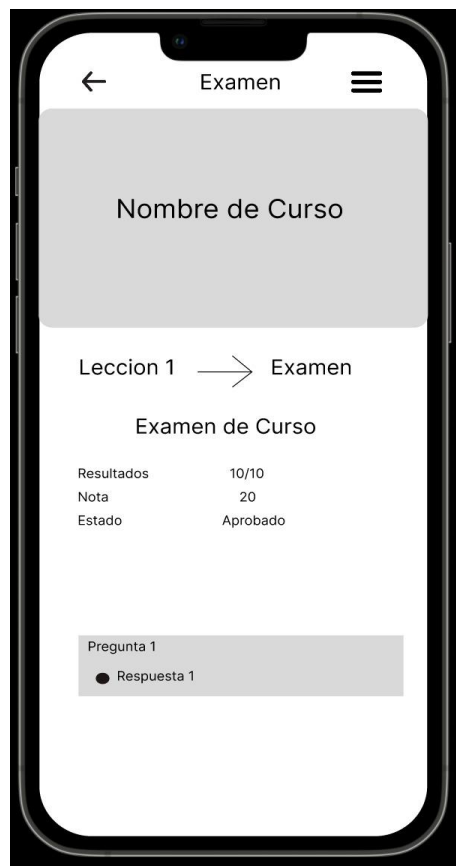 Examen
Nombre de Curso
Leccion 1 Examen
Examen de Curso
Resultados 10/10
Nota 20
Estado Aprobado
Pregunta 1
Respuesta 1